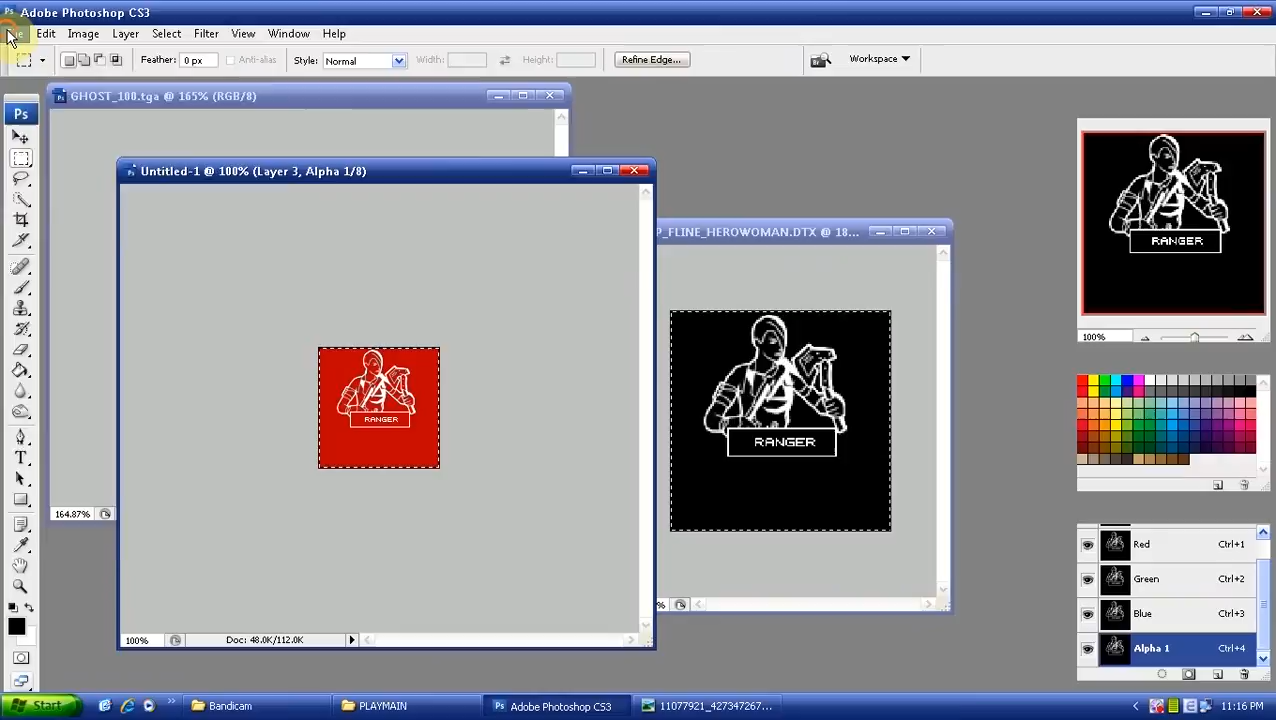 Adobe Photoshop CS3
Edit Image Layer Select Filter View Window Help
Feather: 0 px Anti-alias Style: Normal Width: Height: Refine Edge... Workspace
GHOST_100.tga @ 165% (RGB/8)
Untitled-1 @ 100% (Layer 3, Alpha 1/8)
P_FLINE_HEROWOMAN.DTX @ 18...
RANGER
RANGER
RANGER
100%
Red Ctrl+1
Green Ctrl+2
Blue Ctrl+3
Alpha 1 Ctrl+4
164.87%
100% Doc: 48.0K/112.0K
Start Bandicam PLAYMAIN Adobe Photoshop CS3 11077921_427347267... 11:16 PM